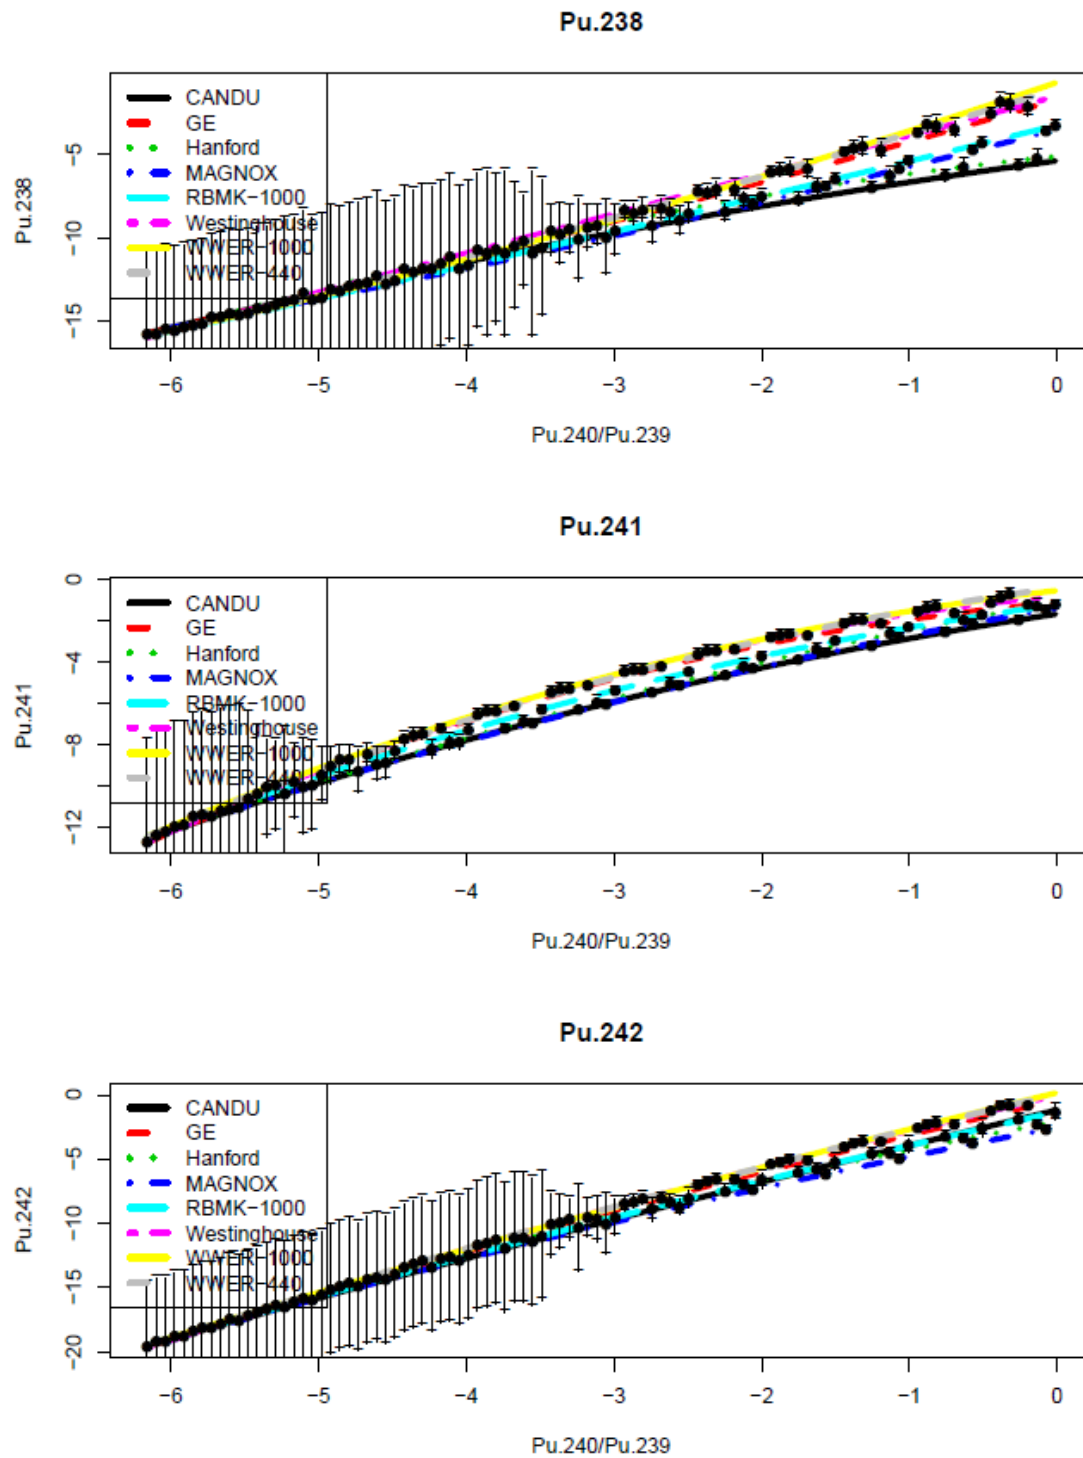 Pu.238
CANDU
GE
Hanford
MAGNOX
RBMK-1000
Westinghouse
WWER-1000
WWER-440
Pu.238
−5
−10
−15
−6 −5 −4 −3 −2 −1 0
Pu.240/Pu.239
Pu.241
CANDU
GE
Hanford
MAGNOX
RBMK-1000
Westinghouse
WWER-1000
WWER-440
Pu.241
0
−4
−8
−12
−6 −5 −4 −3 −2 −1 0
Pu.240/Pu.239
Pu.242
CANDU
GE
Hanford
MAGNOX
RBMK-1000
Westinghouse
WWER-1000
WWER-440
Pu.242
0
−5
−10
−15
−20
−6 −5 −4 −3 −2 −1 0
Pu.240/Pu.239